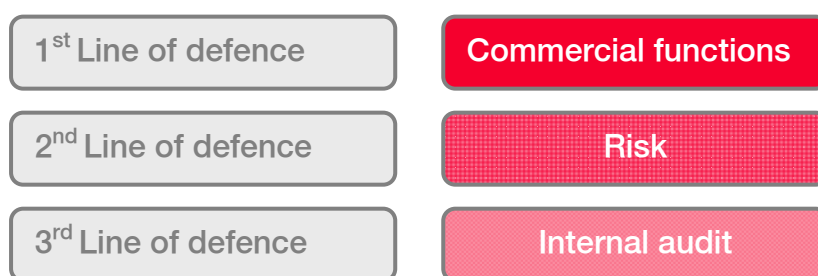 1st Line of defence
Commercial functions
2nd Line of defence
Risk
3rd Line of defence
Internal audit